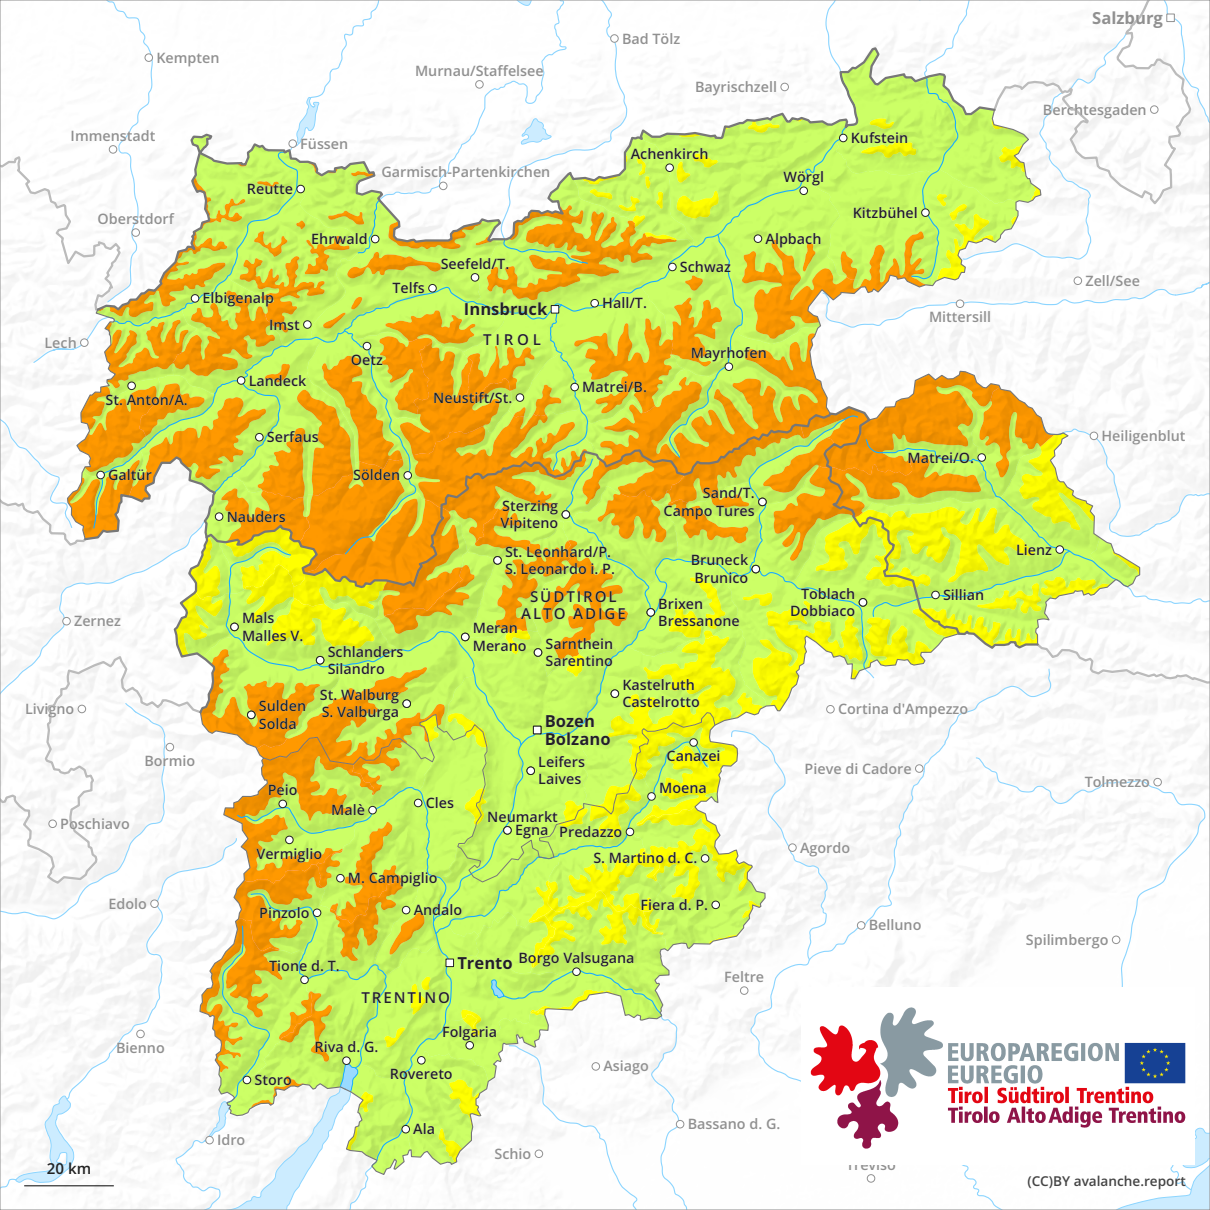 Salzburg
Bad Tölz
Kempten
Murnau/Staffelsee
Bayrischzell
Berchtesgaden
Immenstadt
Füssen
Kufstein
Achenkirch
Garmisch-Partenkirchen
Wörgl
Reutte
Oberstdorf
Kitzbühel
Ehrwald
Alpbach
Seefeld/T.
Schwaz
Zell/See
Telfs
Elbigenalp
Hall/T.
Innsbruck
Mittersill
Imst
TIROL
Lech
Oetz
Mayrhofen
Landeck
Matrei/B.
St. Anton/A.
Neustift/St.
Serfaus
Heiligenblut
Matrei/O.
Galtür
Sölden
Sand/T.
Campo Tures
Sterzing
Vipiteno
Nauders
St. Leonhard/P.
S. Leonardo i. P.
Lienz
Bruneck
Brunico
SÜDTIROL
ALTO ADIGE
Toblach
Dobbiaco
Sillian
Brixen
Bressanone
Zernez
Mals
Malles V.
Meran
Merano
Sarnthein
Sarentino
Schlanders
Silandro
Kastelruth
Castelrotto
St. Walburg
S. Valburga
Sulden
Solda
Livigno
Cortina d'Ampezzo
Bozen
Bolzano
Bormio
Canazei
Leifers
Laives
Pieve di Cadore
Tolmezzo
Peio
Moena
Malè
Cles
Neumarkt
Egna
Predazzo
Poschiavo
Vermiglio
Agordo
S. Martino d. C.
M. Campiglio
Edolo
Pinzolo
Andalo
Fiera d. P.
Belluno
Spilimbergo
Trento
Borgo Valsugana
Tione d. T.
Feltre
TRENTINO
Folgaria
Bienno
Riva d. G.
Rovereto
Asiago
Storo
EUROPAREGION
EUREGIO
Tirol Südtirol Trentino
Tirolo Alto Adige Trentino
Ala
Bassano d. G.
Idro
Schio
Treviso
20 km
(CC)BY avalanche.report